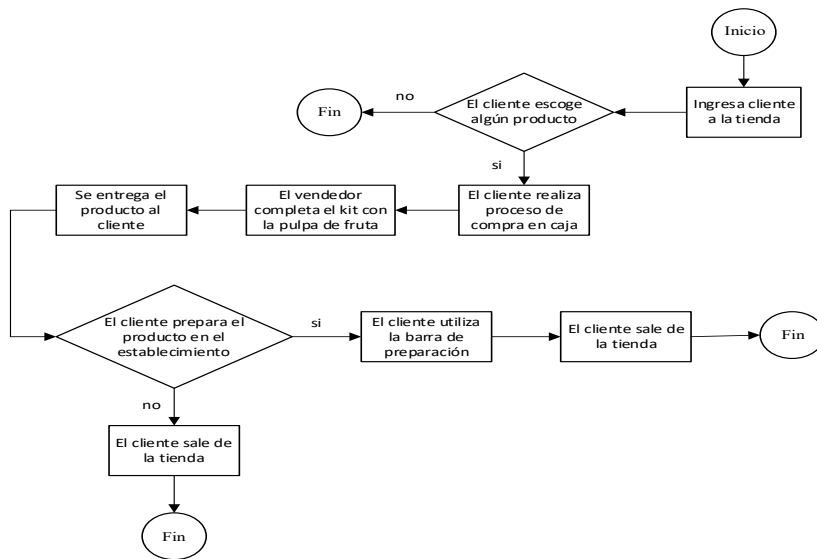 Inicio
Ingresa cliente
a la tienda
El cliente escoge
algún producto
no
Fin
si
El cliente realiza
proceso de
compra en caja
El vendedor
completa el kit con
la pulpa de fruta
Se entrega el
producto al
cliente
El cliente prepara el
producto en el
establecimiento
si
El cliente utiliza
la barra de
preparación
El cliente sale de
la tienda
Fin
no
El cliente sale de
la tienda
Fin